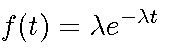 f(t) = λe^{-λt}